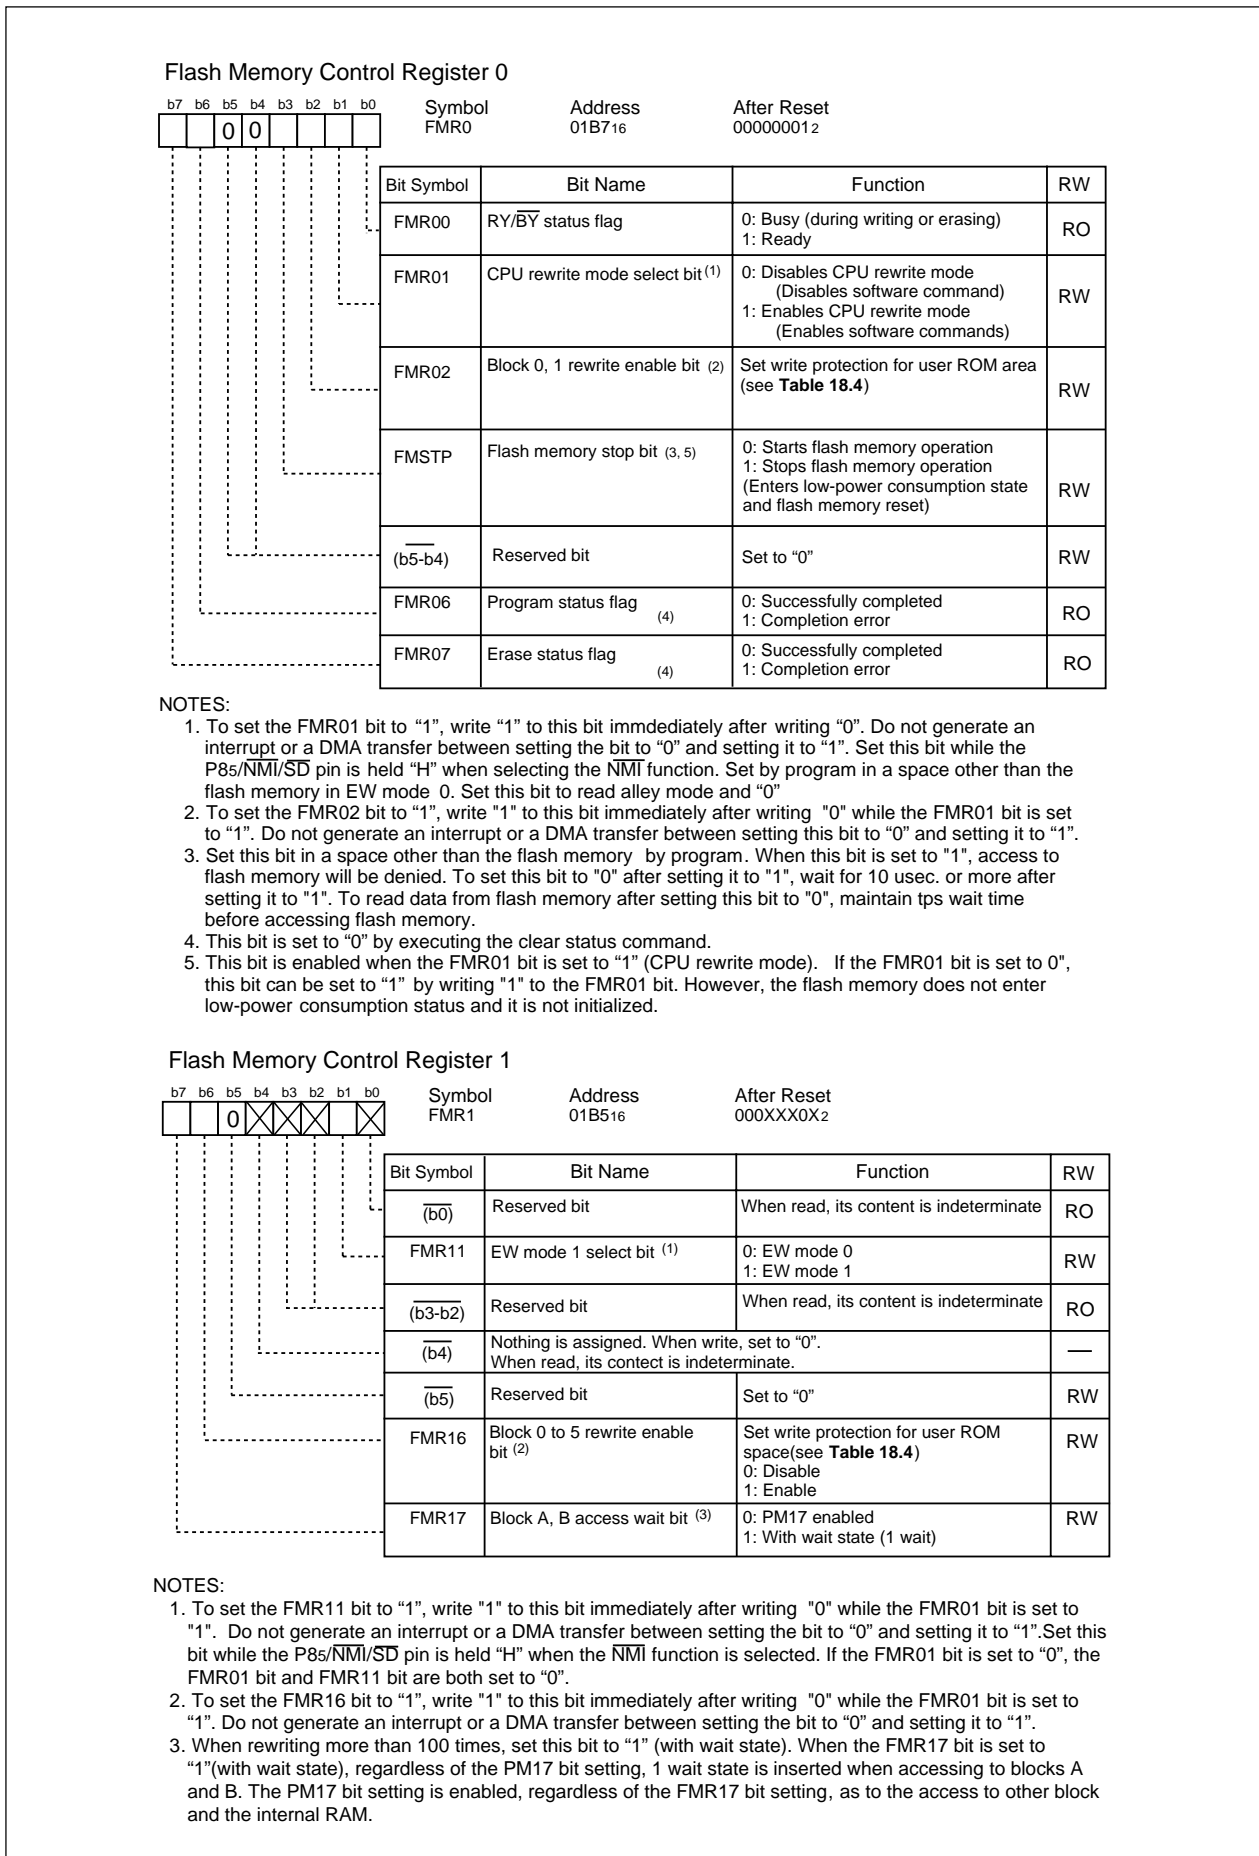 Flash Memory Control Register 0
b7 b6 b5 b4 b3 b2 b1 b0
Symbol Address After Reset
0 0
FMR0 01B716 000000012
Bit Symbol Bit Name Function RW
FMR00 RY/BY status flag 0: Busy (during writing or erasing)
1: Ready
RO
FMR01 CPU rewrite mode select bit (1) 0: Disables CPU rewrite mode
(Disables software command)
1: Enables CPU rewrite mode
(Enables software commands)
RW
FMR02 Block 0, 1 rewrite enable bit (2) Set write protection for user ROM area
(see Table 18.4)
RW
FMSTP Flash memory stop bit (3, 5) 0: Starts flash memory operation
1: Stops flash memory operation
(Enters low-power consumption state
and flash memory reset)
RW
(b5-b4) Reserved bit Set to “0” RW
FMR06 Program status flag (4) 0: Successfully completed
1: Completion error
RO
FMR07 Erase status flag (4) 0: Successfully completed
1: Completion error
RO
NOTES:
1. To set the FMR01 bit to “1”, write “1” to this bit immdediately after writing “0”. Do not generate an
interrupt or a DMA transfer between setting the bit to “0” and setting it to “1”. Set this bit while the
P85/NMI/SD pin is held “H” when selecting the NMI function. Set by program in a space other than the
flash memory in EW mode 0. Set this bit to read alley mode and “0”
2. To set the FMR02 bit to “1”, write "1" to this bit immediately after writing "0" while the FMR01 bit is set
to “1”. Do not generate an interrupt or a DMA transfer between setting this bit to “0” and setting it to “1”.
3. Set this bit in a space other than the flash memory by program. When this bit is set to "1", access to
flash memory will be denied. To set this bit to "0" after setting it to "1", wait for 10 usec. or more after
setting it to "1". To read data from flash memory after setting this bit to "0", maintain tps wait time
before accessing flash memory.
4. This bit is set to “0” by executing the clear status command.
5. This bit is enabled when the FMR01 bit is set to “1” (CPU rewrite mode). If the FMR01 bit is set to 0",
this bit can be set to “1” by writing "1" to the FMR01 bit. However, the flash memory does not enter
low-power consumption status and it is not initialized.
Flash Memory Control Register 1
b7 b6 b5 b4 b3 b2 b1 b0
Symbol Address After Reset
0
FMR1 01B516 000XXX0X2
Bit Symbol Bit Name Function RW
(b0) Reserved bit When read, its content is indeterminate RO
FMR11 EW mode 1 select bit (1) 0: EW mode 0
1: EW mode 1
RW
(b3-b2) Reserved bit When read, its content is indeterminate RO
(b4) Nothing is assigned. When write, set to “0”.
When read, its contect is indeterminate.
—
(b5) Reserved bit Set to “0” RW
FMR16 Block 0 to 5 rewrite enable
bit (2)
Set write protection for user ROM
space(see Table 18.4)
0: Disable
1: Enable
RW
FMR17 Block A, B access wait bit (3) 0: PM17 enabled
1: With wait state (1 wait)
RW
NOTES:
1. To set the FMR11 bit to “1”, write "1" to this bit immediately after writing "0" while the FMR01 bit is set to
"1". Do not generate an interrupt or a DMA transfer between setting the bit to “0” and setting it to “1”.Set this
bit while the P85/NMI/SD pin is held “H” when the NMI function is selected. If the FMR01 bit is set to “0”, the
FMR01 bit and FMR11 bit are both set to “0”.
2. To set the FMR16 bit to “1”, write "1" to this bit immediately after writing "0" while the FMR01 bit is set to
“1”. Do not generate an interrupt or a DMA transfer between setting the bit to “0” and setting it to “1”.
3. When rewriting more than 100 times, set this bit to “1” (with wait state). When the FMR17 bit is set to
“1”(with wait state), regardless of the PM17 bit setting, 1 wait state is inserted when accessing to blocks A
and B. The PM17 bit setting is enabled, regardless of the FMR17 bit setting, as to the access to other block
and the internal RAM.